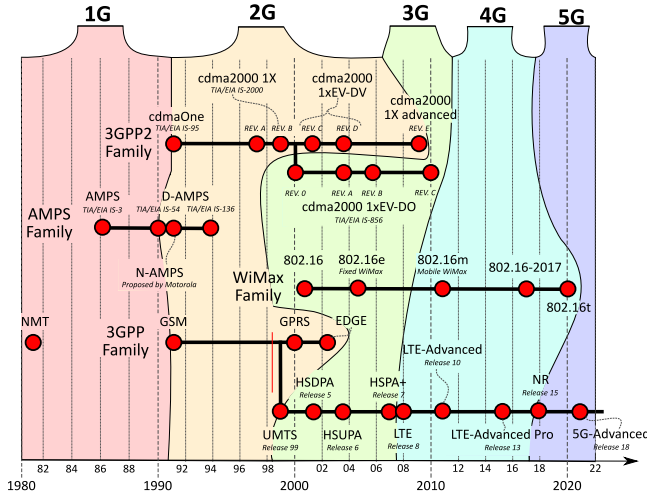 1G 2G 3G 4G 5G
cdma2000 1X
TIA/EIA IS-2000
cdma2000
1xEV-DV
cdma2000
1X advanced
cdmaOne
TIA/EIA IS-95
REV. A REV. B REV. C REV. D REV. E
3GPP2
Family
REV. 0 REV. A REV. B REV. C
cdma2000 1xEV-DO
TIA/EIA IS-856
AMPS
TIA/EIA IS-3
D-AMPS
TIA/EIA IS-54 TIA/EIA IS-136
AMPS
Family
N-AMPS
Proposed by Motorola
WiMax
Family
802.16
802.16e
Fixed WiMax
802.16m
Mobile WiMax
802.16-2017
802.16t
NMT
3GPP
Family
GSM
GPRS
EDGE
LTE-Advanced
Release 10
HSDPA
Release 5
HSPA+
Release 7
NR
Release 15
UMTS
Release 99
HSUPA
Release 6
LTE
Release 8
LTE-Advanced Pro
Release 13
5G-Advanced
Release 18
1980 82 84 86 88 1990 92 94 96 98 2000 02 04 06 08 2010 12 14 16 18 2020 22